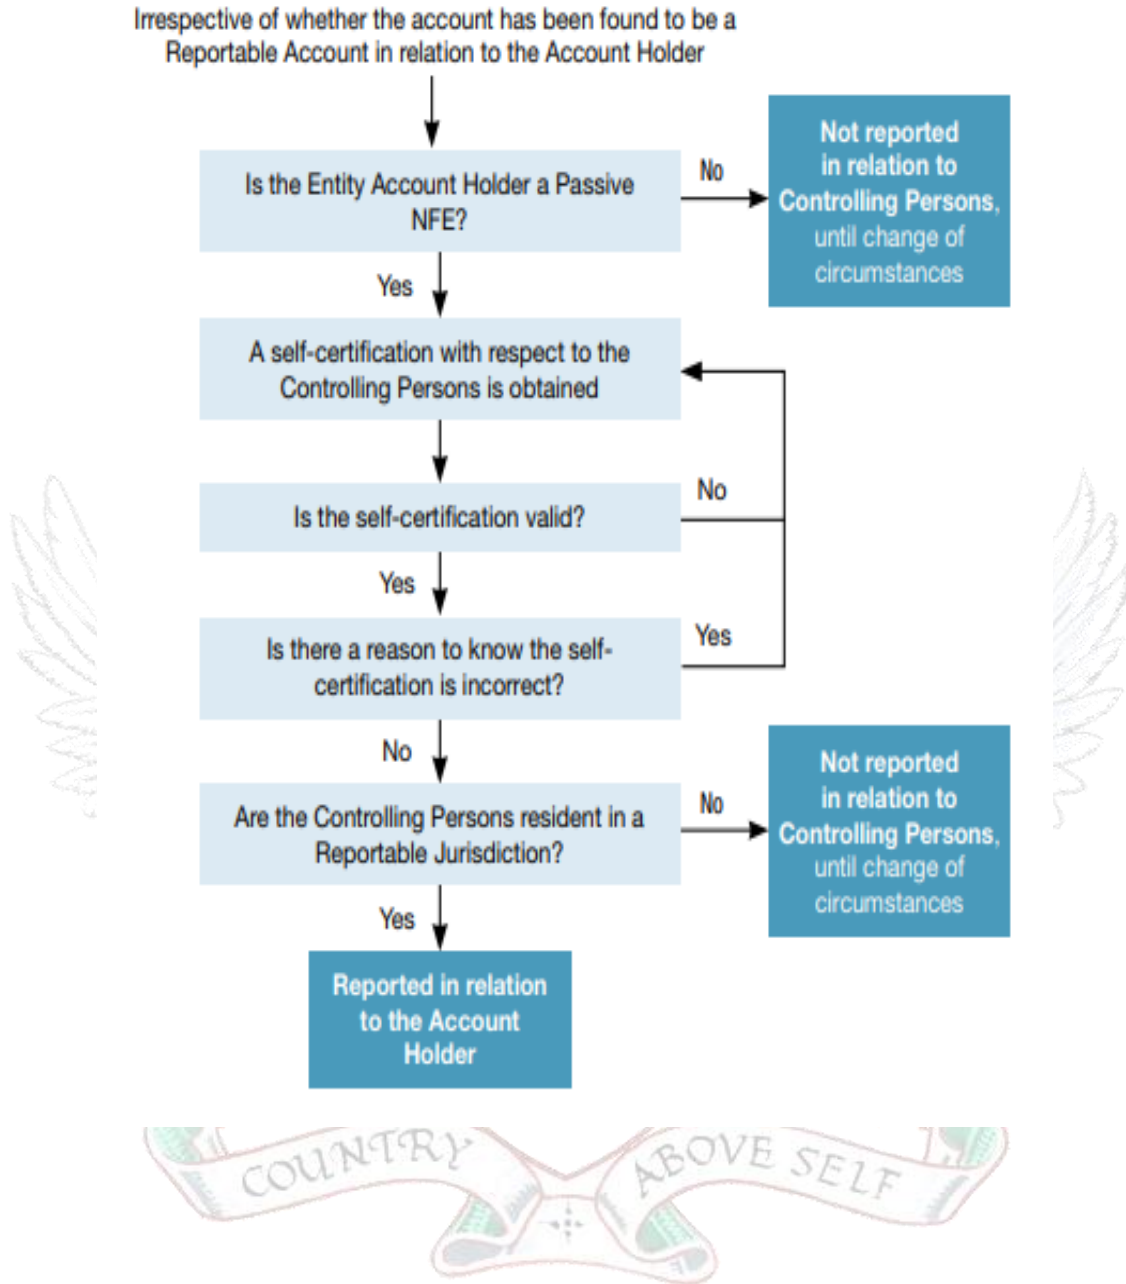 Irrespective of whether the account has been found to be a
Reportable Account in relation to the Account Holder
Is the Entity Account Holder a Passive
NFE?
No
Not reported
in relation to
Controlling Persons,
until change of
circumstances
Yes
A self-certification with respect to the
Controlling Persons is obtained
Is the self-certification valid?
No
Yes
Is there a reason to know the self-
certification is incorrect?
Yes
No
Are the Controlling Persons resident in a
Reportable Jurisdiction?
No
Not reported
in relation to
Controlling Persons,
until change of
circumstances
Yes
Reported in relation
to the Account
Holder
COUNTRY ABOVE SELF